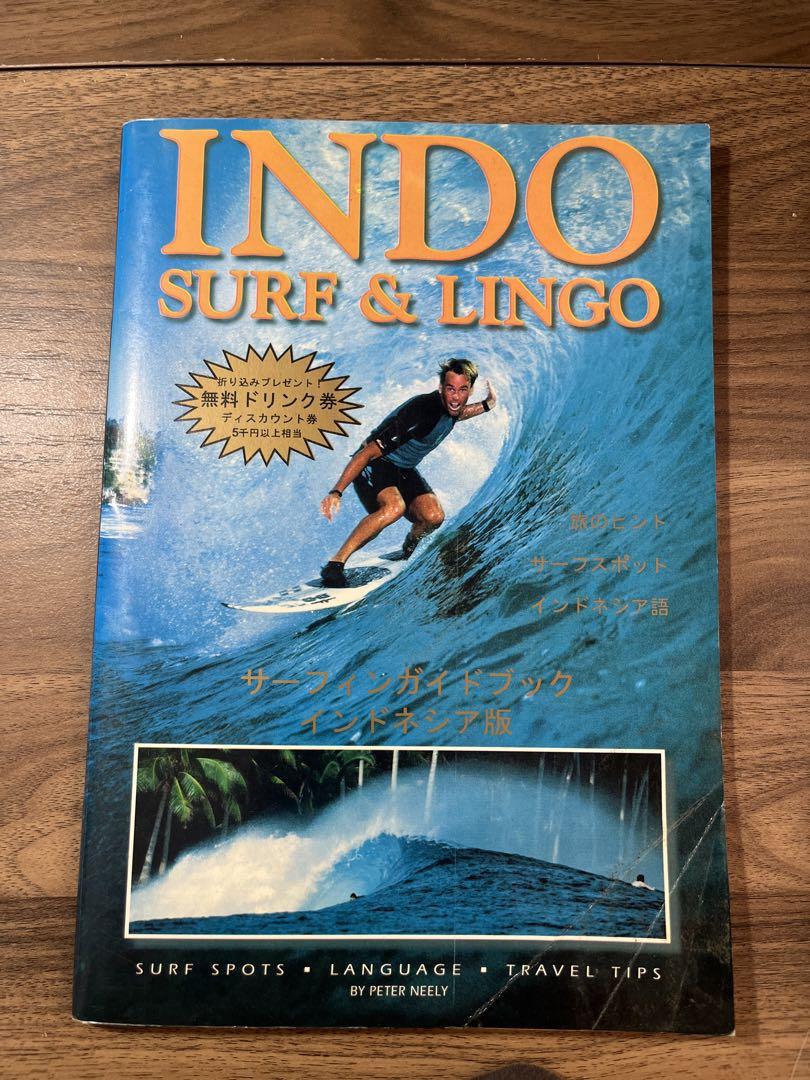 INDO
SURF & LINGO
折り込みプレゼント!
無料ドリンク券
ディスカウント券
5千円以上相当
旅のヒント
サーフスポット
インドネシア語
サーフィンガイドブック
インドネシア版
SURF SPOTS ▪ LANGUAGE ▪ TRAVEL TIPS
BY PETER NEELY